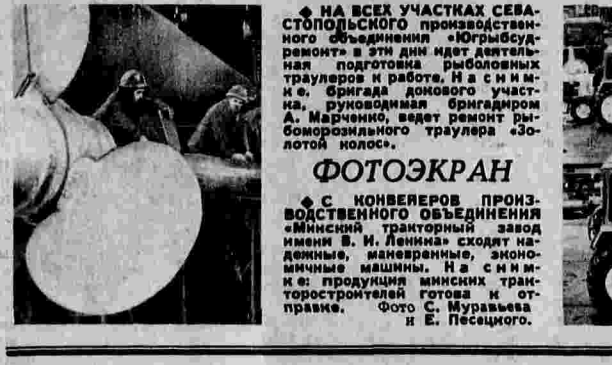 ◆ НА ВСЕХ УЧАСТКАХ СЕВА-
СТОПОЛЬСКОГО производствен-
ного объединения «Югрыбсуд-
ремонт» в эти дни идет деятель-
ная подготовка рыболовных
траулеров к работе. На сним-
ке: бригада докового участ-
ка, руководимая бригадиром
А. Марченко, ведет ремонт ры-
боморозильного траулера «Зо-
лотой колос».
ФОТОЭКРАН
◆ С КОНВЕЙЕРОВ ПРОИЗ-
ВОДСТВЕННОГО ОБЪЕДИНЕНИЯ
«Минский тракторный завод
имени В. И. Ленина» сходят на-
дежные, маневренные, эконо-
мичные машины. На сним-
ке: продукция минских трак-
торостроителей готова к от-
правке. Фото С. Муравьева
и Е. Песецкого.